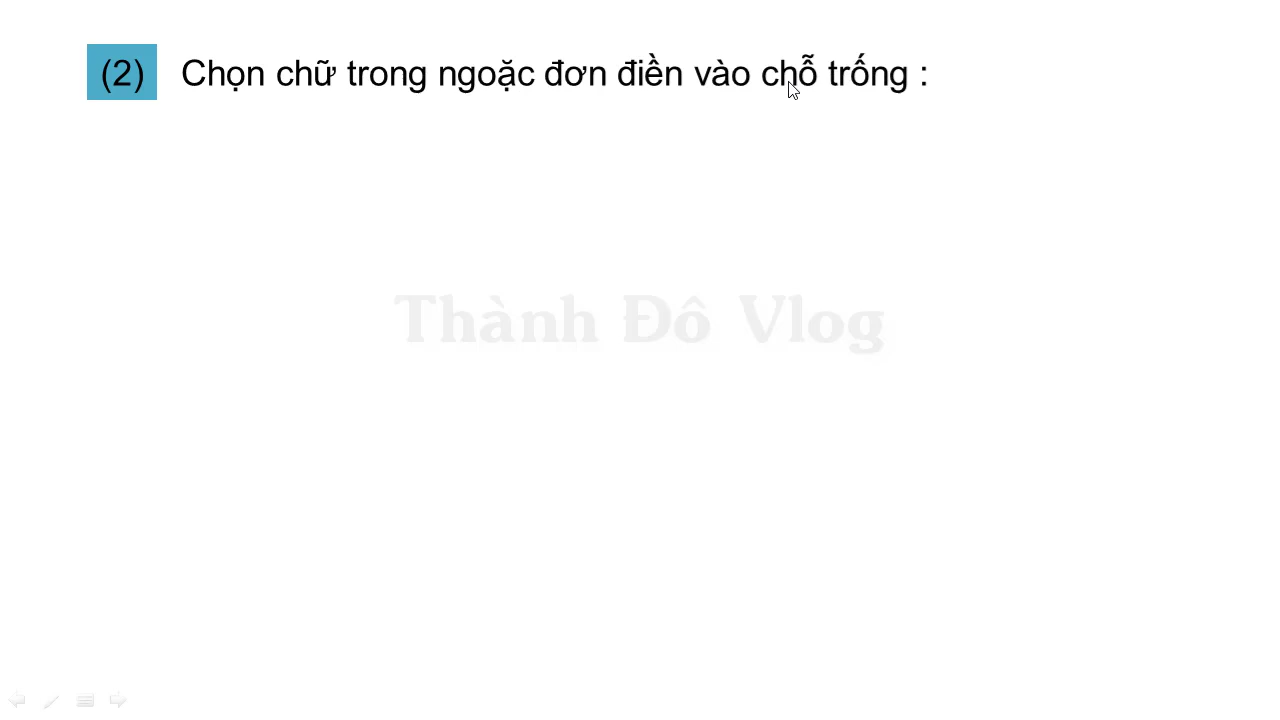 (2) Chọn chữ trong ngoặc đơn điền vào chỗ trống :
Thành Đô Vlog